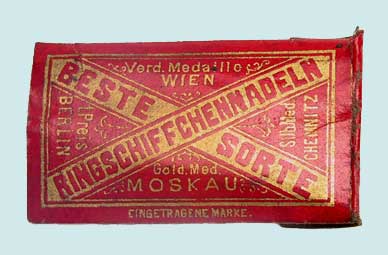 Verd. Medaille
WIEN
BESTE SORTE
RINGSCHIFFCHENNADELN
I. Preis
BERLIN
Silb. Med.
CHEMNITZ
Gold. Med.
MOSKAU
EINGETRAGENE MARKE.